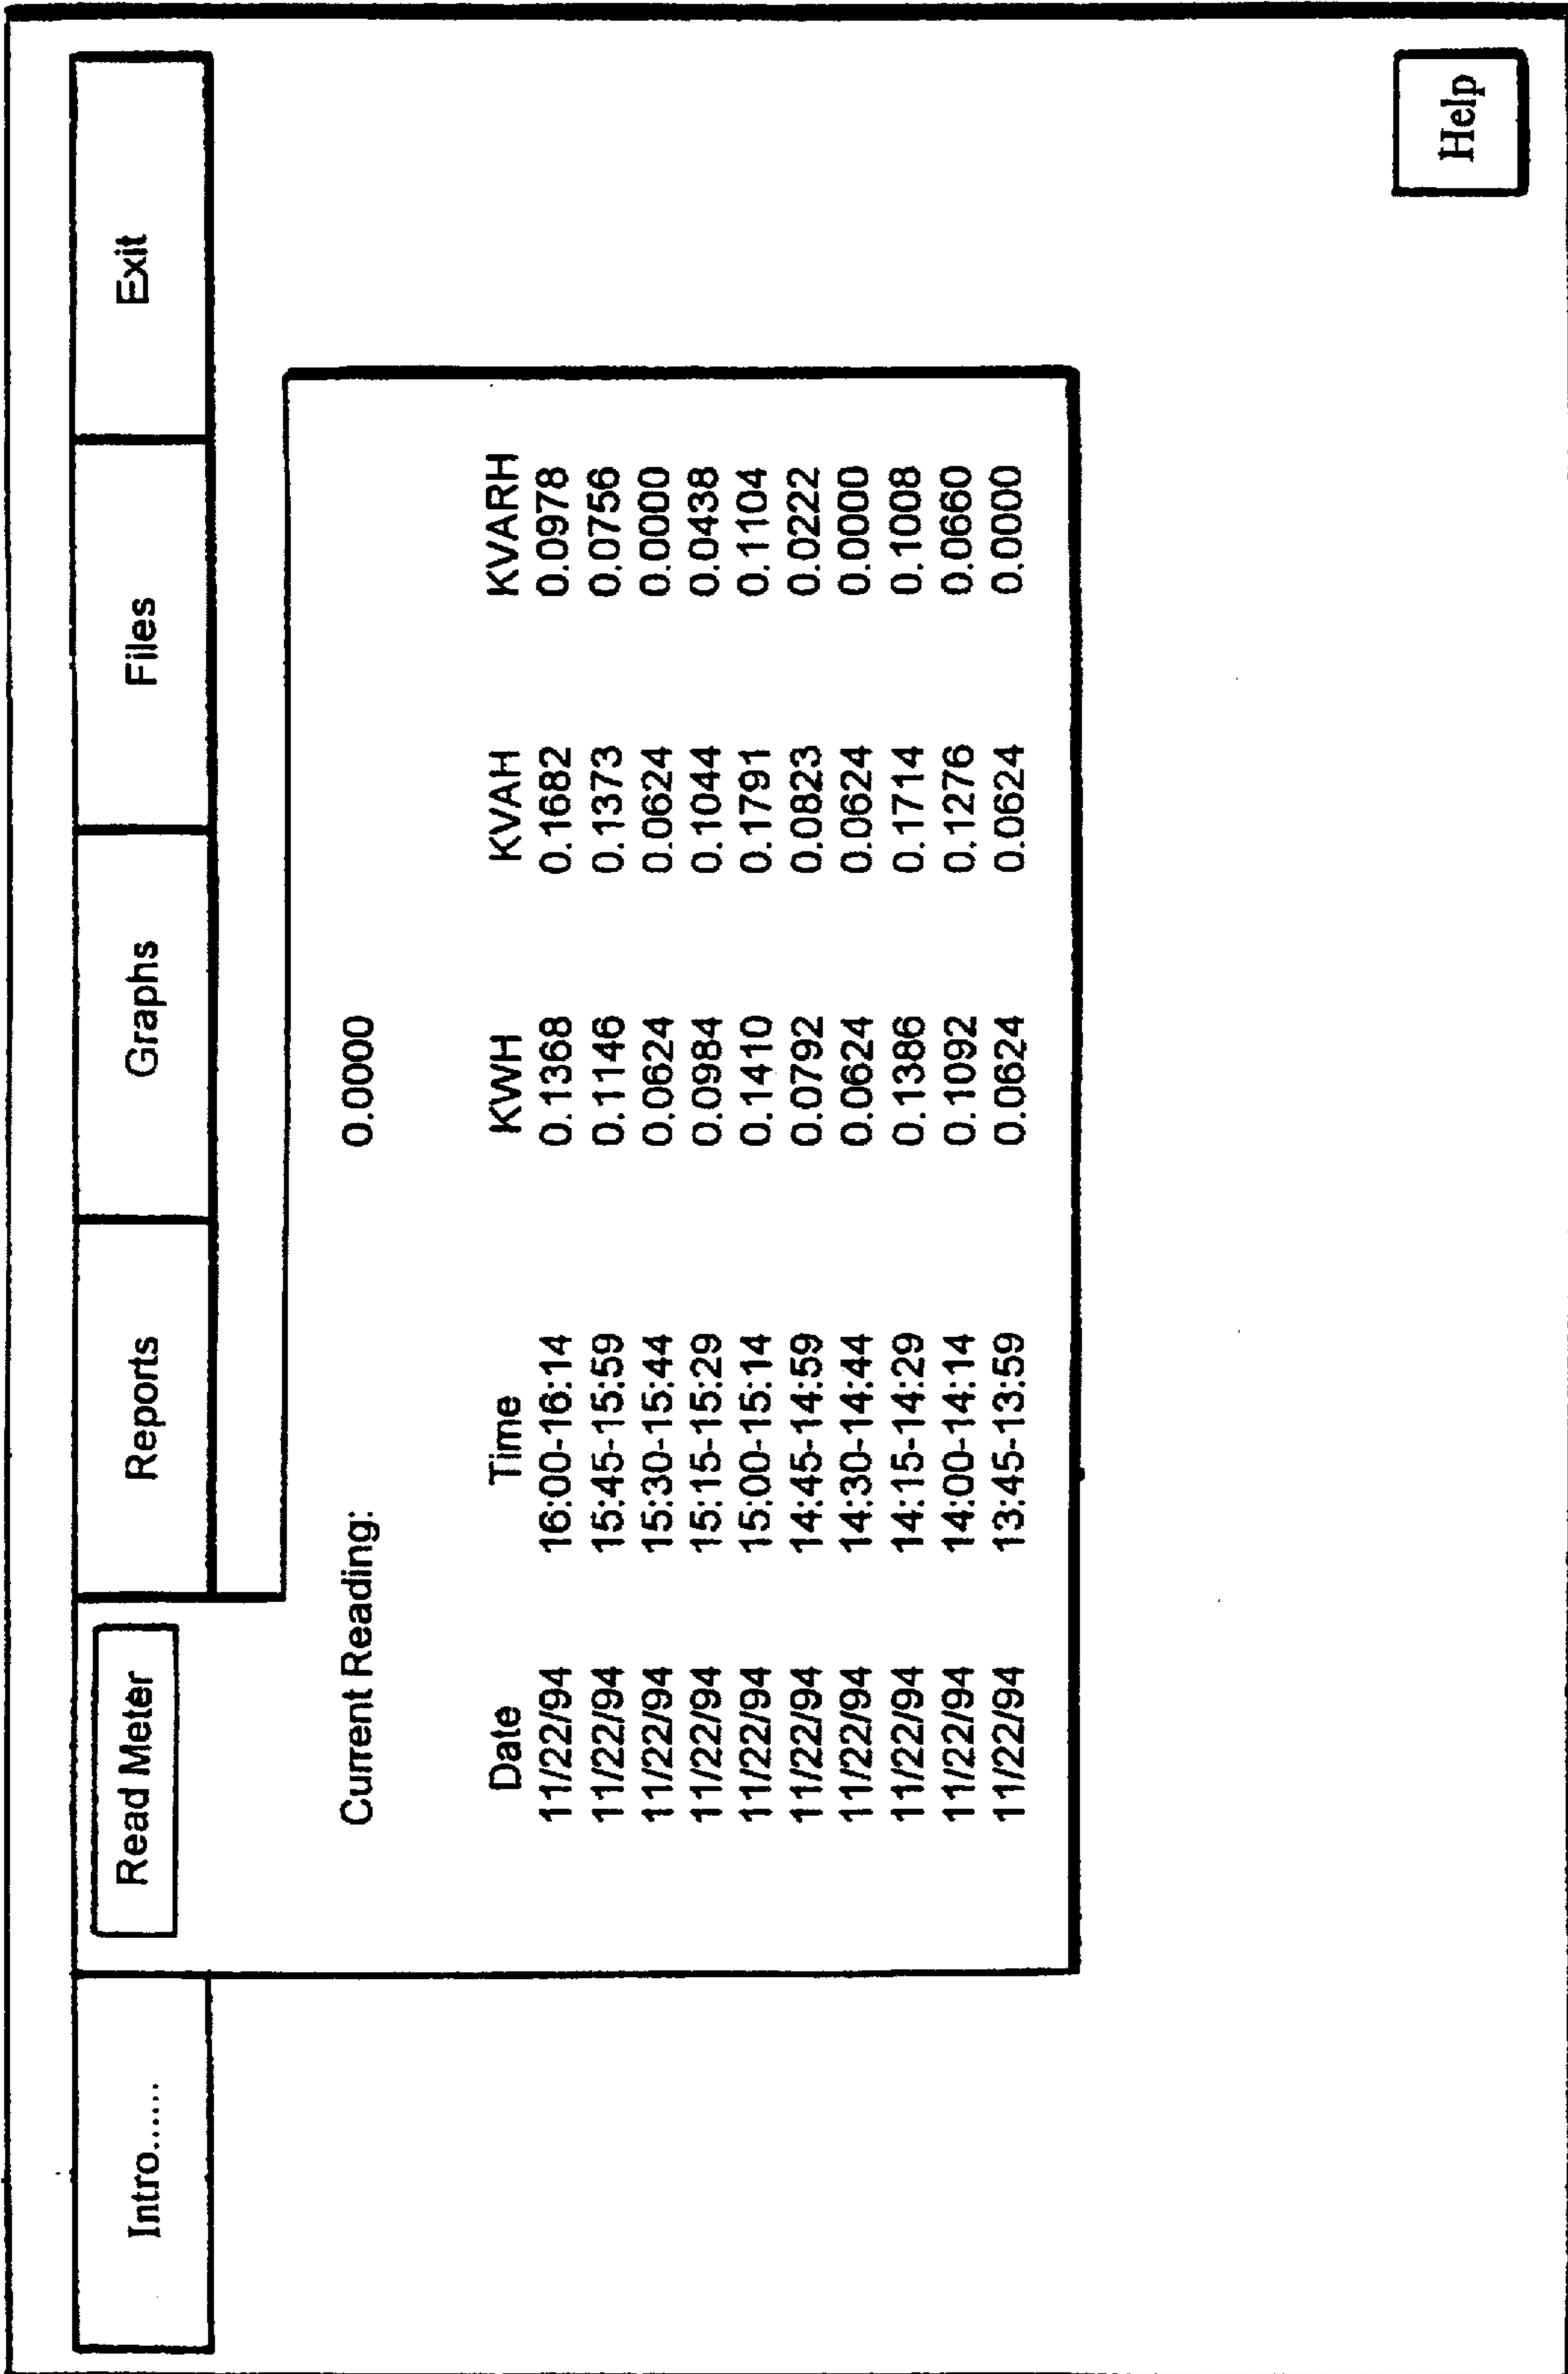 Intro...... Read Meter Reports Graphs Files Exit
Current Reading: 0.0000
Date Time KWH KVAH KVARH
11/22/94 16:00-16:14 0.1368 0.1682 0.0978
11/22/94 15:45-15:59 0.1146 0.1373 0.0756
11/22/94 15:30-15:44 0.0624 0.0624 0.0000
11/22/94 15:15-15:29 0.0984 0.1044 0.0438
11/22/94 15:00-15:14 0.1410 0.1791 0.1104
11/22/94 14:45-14:59 0.0792 0.0823 0.0222
11/22/94 14:30-14:44 0.0624 0.0624 0.0000
11/22/94 14:15-14:29 0.1386 0.1714 0.1008
11/22/94 14:00-14:14 0.1092 0.1276 0.0660
11/22/94 13:45-13:59 0.0624 0.0624 0.0000
Help